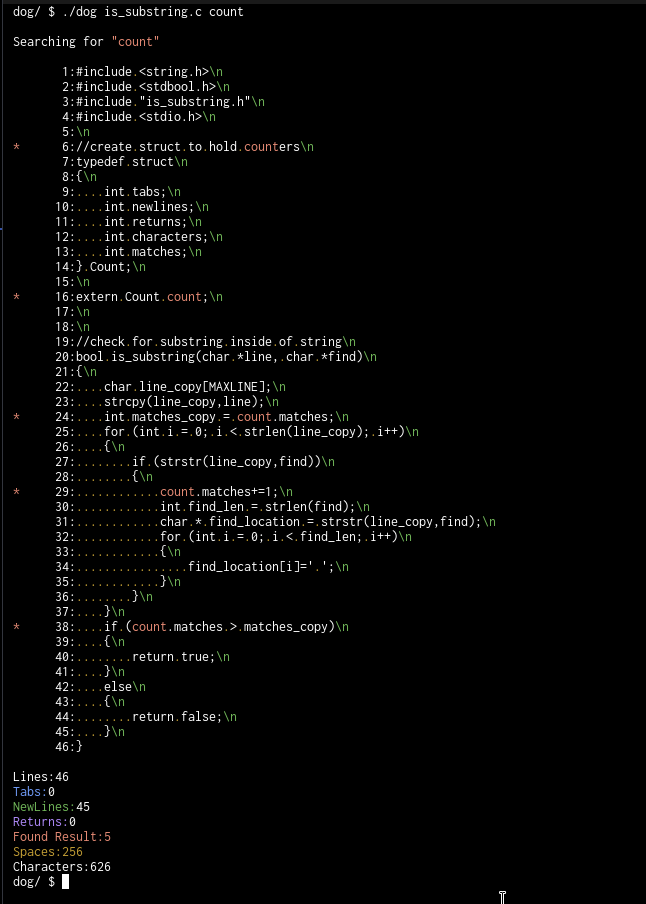 dog/ $ ./dog is_substring.c count
Searching for "count"
1:#include.<string.h>\n
2:#include.<stdbool.h>\n
3:#include."is_substring.h"\n
4:#include.<stdio.h>\n
5:\n
* 6://create.struct.to.hold.counters\n
7:typedef.struct\n
8:{\n
9:....int.tabs;\n
10:....int.newlines;\n
11:....int.returns;\n
12:....int.characters;\n
13:....int.matches;\n
14:}.Count;\n
15:\n
* 16:extern.Count.count;\n
17:\n
18:\n
19://check.for.substring.inside.of.string\n
20:bool.is_substring(char.*line,.char.*find)\n
21:{\n
22:....char.line_copy[MAXLINE];\n
23:....strcpy(line_copy,line);\n
* 24:....int.matches_copy.=.count.matches;\n
25:....for.(int.i.=.0;.i.<.strlen(line_copy);.i++)\n
26:....{\n
27:........if.(strstr(line_copy,find))\n
28:........{\n
* 29:............count.matches+=1;\n
30:............int.find_len.=.strlen(find);\n
31:............char.*.find_location.=.strstr(line_copy,find);\n
32:............for.(int.i.=.0;.i.<.find_len;.i++)\n
33:............{\n
34:................find_location[i]='.';\n
35:............}\n
36:........}\n
37:....}\n
* 38:....if.(count.matches.>.matches_copy)\n
39:....{\n
40:........return.true;\n
41:....}\n
42:....else\n
43:....{\n
44:........return.false;\n
45:....}\n
46:}
Lines:46
Tabs:0
NewLines:45
Returns:0
Found Result:5
Spaces:256
Characters:626
dog/ $